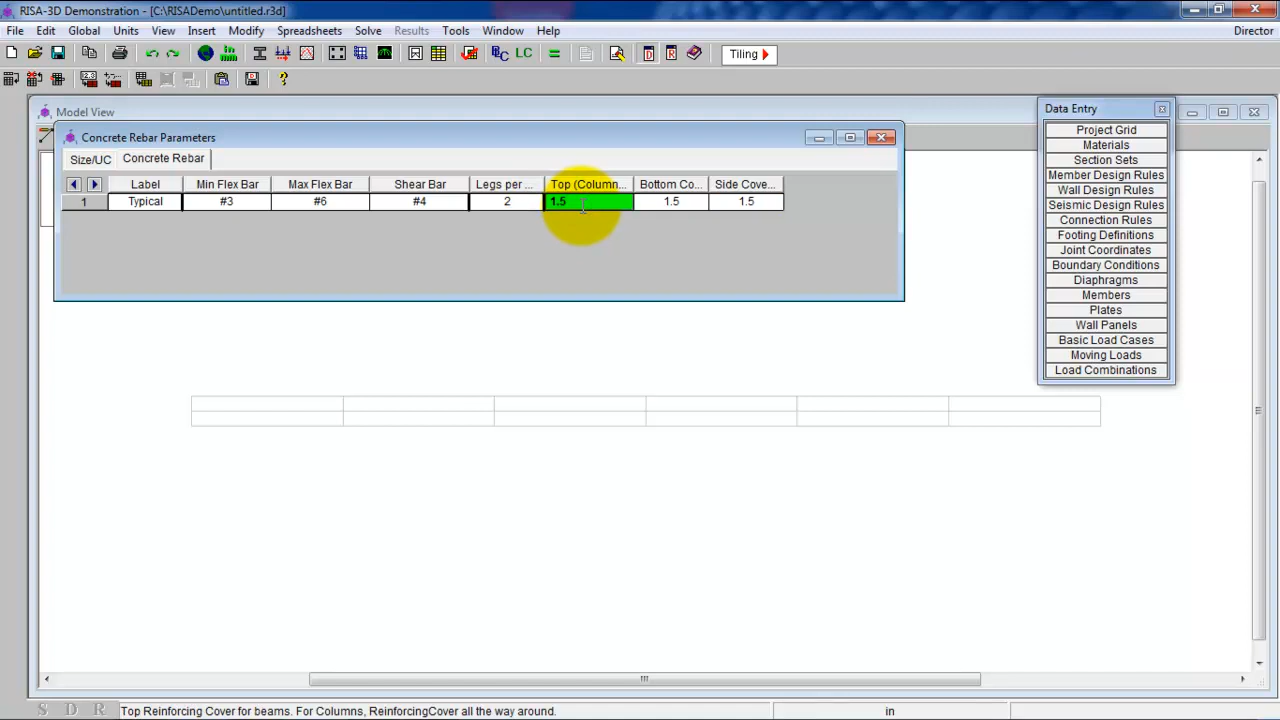 RISA-3D Demonstration - [C:\RISADemo\untitled.r3d]
File Edit Global Units View Insert Modify Spreadsheets Solve Results Tools Window Help Director
LC D R Tiling
Model View
Data Entry
Concrete Rebar Parameters
Size/UC Concrete Rebar
Label Min Flex Bar Max Flex Bar Shear Bar Legs per ... Top (Column... Bottom Co... Side Cove...
1 Typical #3 #6 #4 2 1.5 1.5 1.5
Project Grid
Materials
Section Sets
Member Design Rules
Wall Design Rules
Seismic Design Rules
Connection Rules
Footing Definitions
Joint Coordinates
Boundary Conditions
Diaphragms
Members
Plates
Wall Panels
Basic Load Cases
Moving Loads
Load Combinations
S D R Top Reinforcing Cover for beams. For Columns, ReinforcingCover all the way around. in